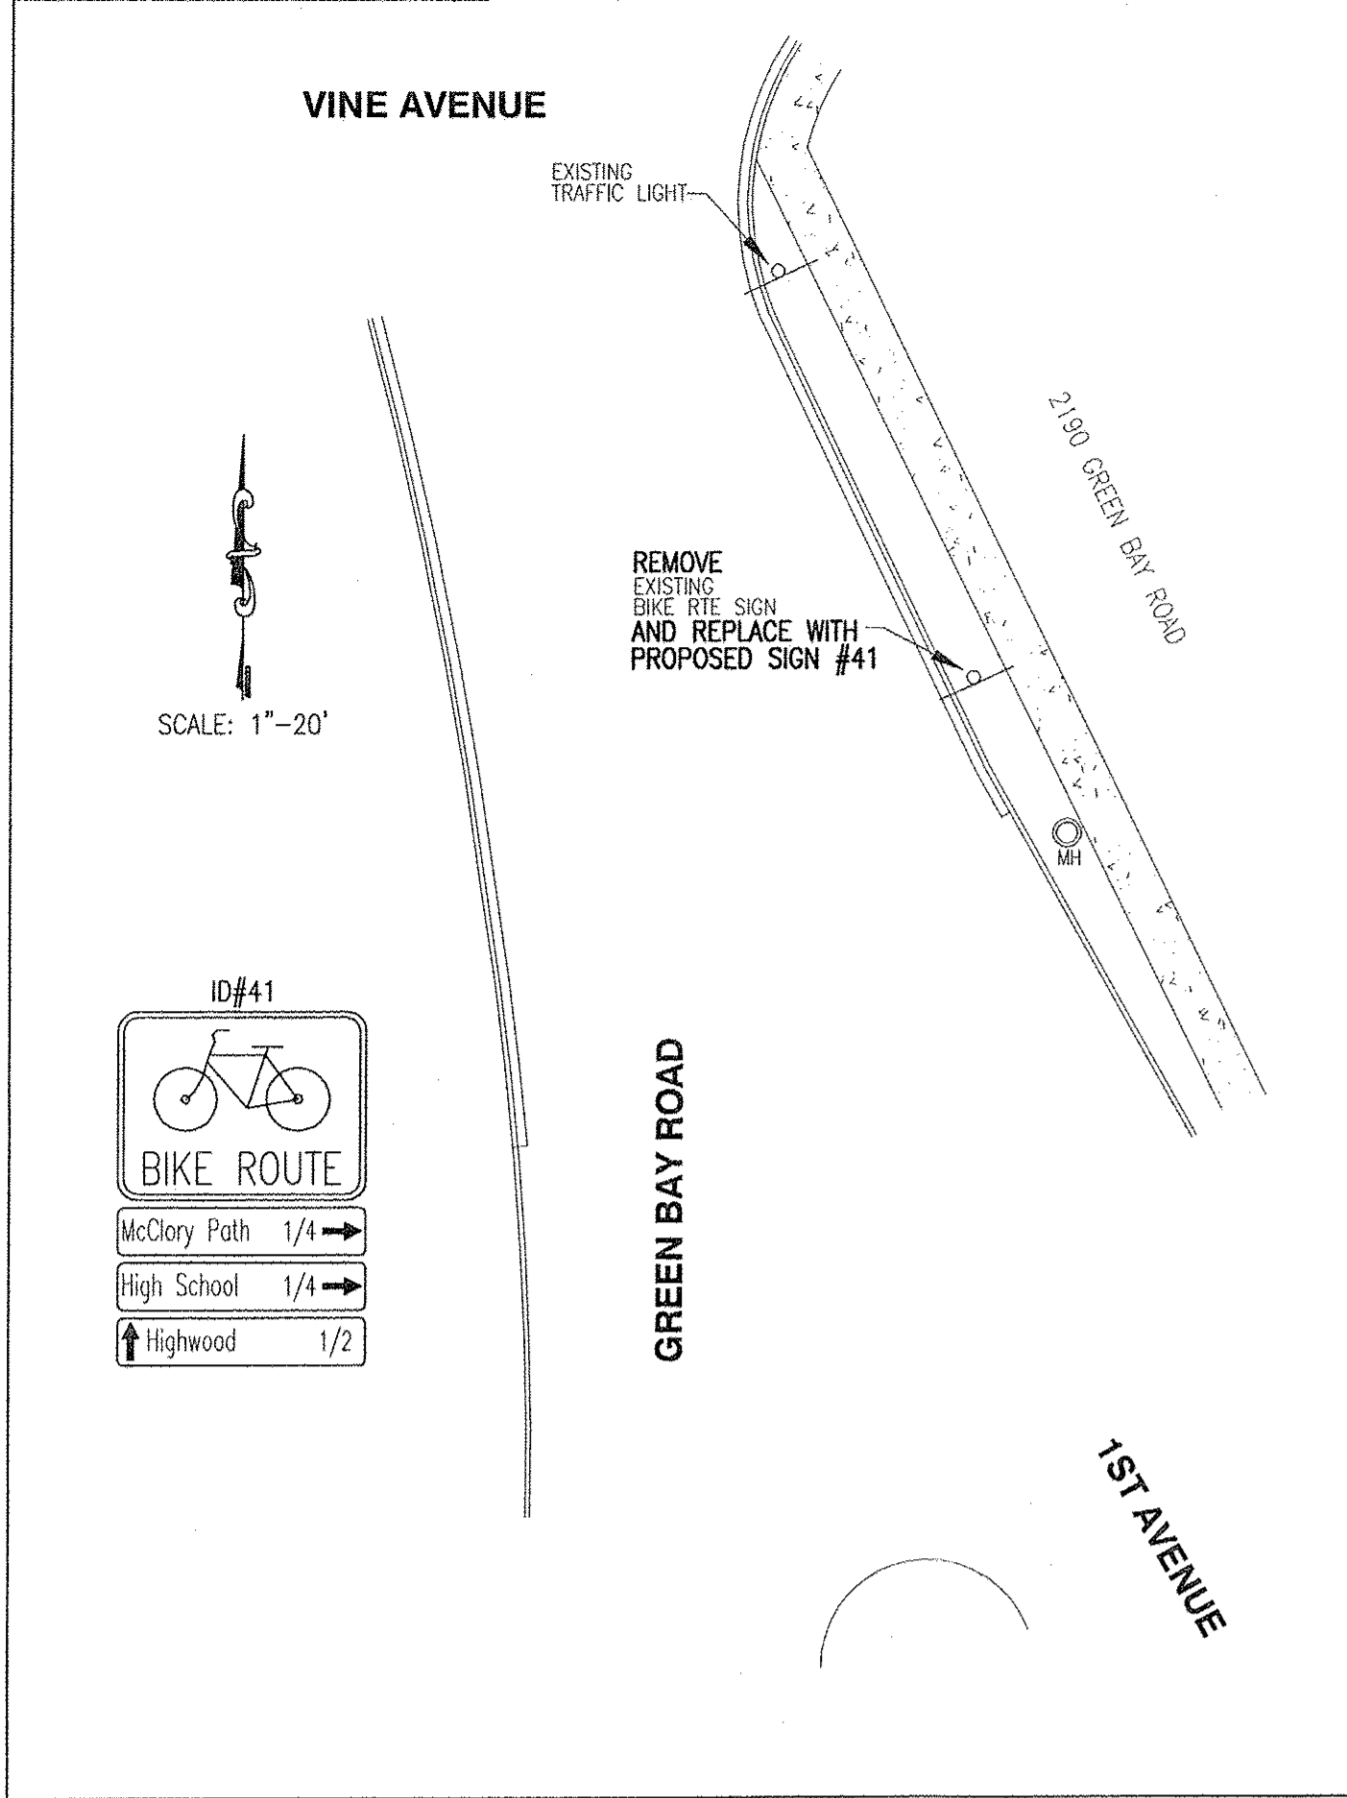 VINE AVENUE
EXISTING
TRAFFIC LIGHT
2190 GREEN BAY ROAD
REMOVE
EXISTING
BIKE RTE SIGN
AND REPLACE WITH
PROPOSED SIGN #41
SCALE: 1"-20'
MH
ID#41
BIKE ROUTE
McClory Path 1/4
High School 1/4
Highwood 1/2
GREEN BAY ROAD
1ST AVENUE